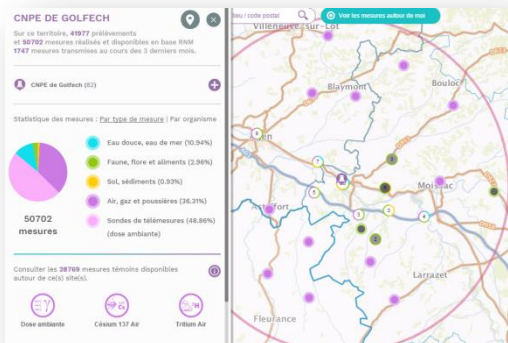 CNPE DE GOLFECH
Sur ce territoire, 41977 prélèvements
et 50702 mesures réalisés et disponibles en base RNM
1747 mesures transmises au cours des 3 derniers mois.
CNPE de Golfech (82)
Statistique des mesures : Par type de mesure | Par organisme
Eau douce, eau de mer (10.94%)
Faune, flore et aliments (2.96%)
Sol, sédiments (0.93%)
Air, gaz et poussières (36.31%)
Sondes de télémesures (48.86%)
(dose ambiante)
50702
mesures
Consulter les 28769 mesures témoins disponibles
autour de ce(s) site(s).
Dose ambiante
Césium 137 Air
Tritium Air
lieu / code postal
Voir les mesures autour de moi
Villeneuve-sur-Lot
Blaymont
Bouloc
Moissac
Larrazet
Fleurance